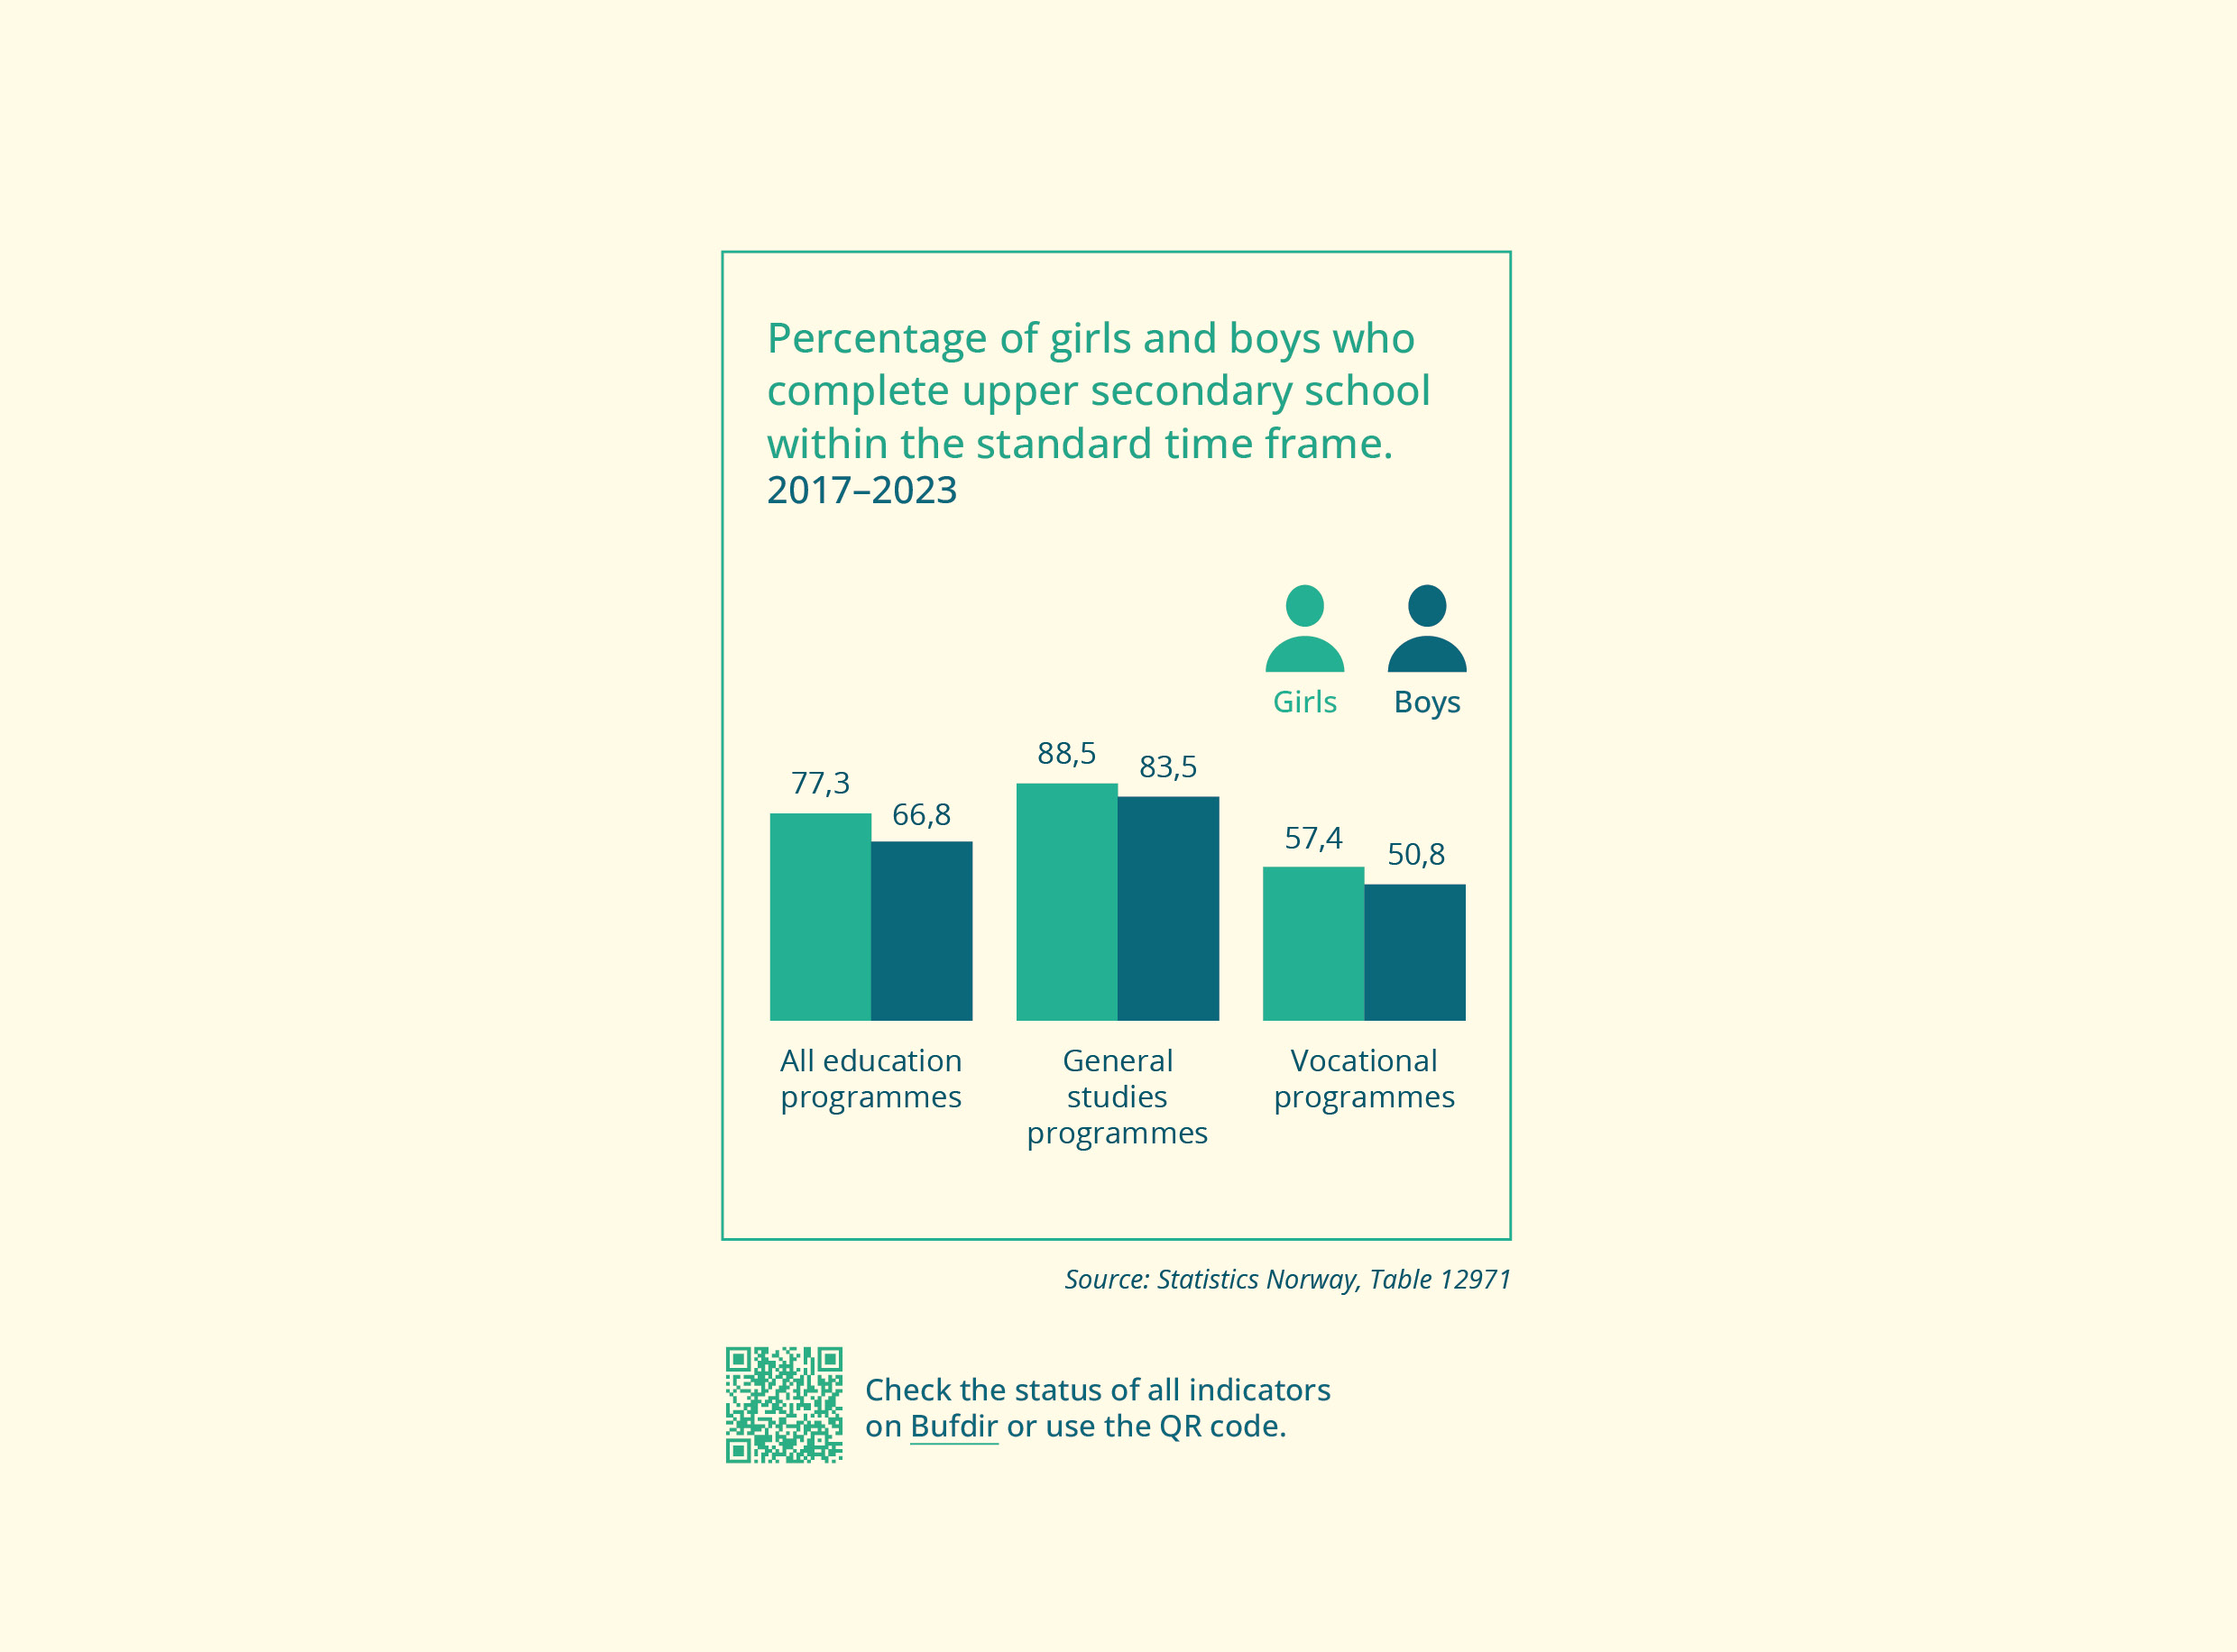 Percentage of girls and boys who
complete upper secondary school
within the standard time frame.
2017–2023
Girls
Boys
77,3
66,8
88,5
83,5
57,4
50,8
All education
programmes
General
studies
programmes
Vocational
programmes
Source: Statistics Norway, Table 12971
Check the status of all indicators
on Bufdir or use the QR code.